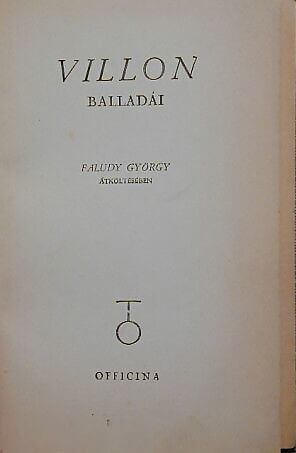 VILLON
BALLADÁI
FALUDY GYÖRGY
ÁTKÖLTÉSÉBEN
OFFICINA